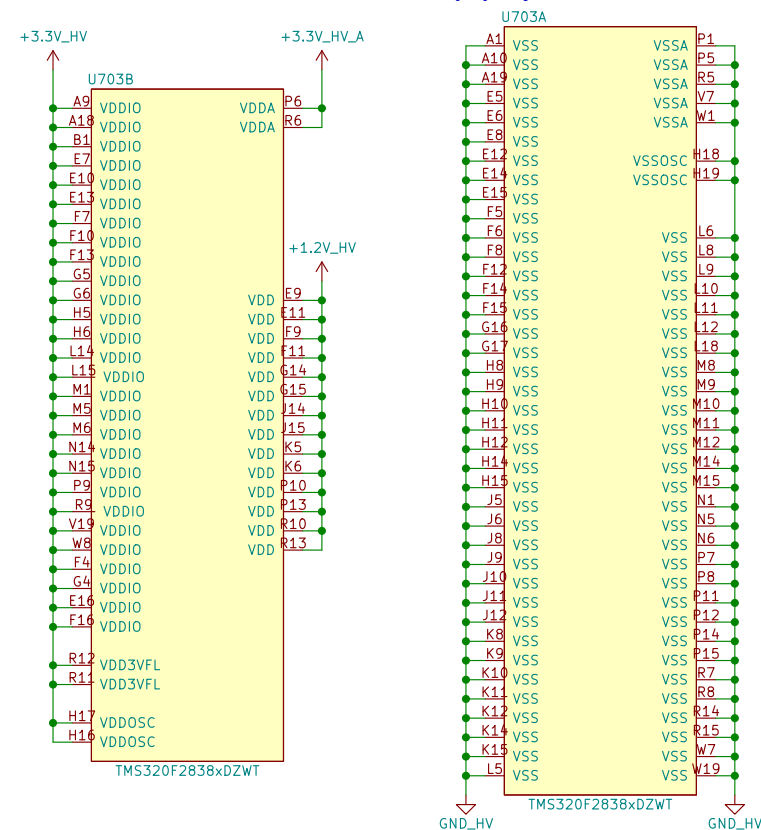 +3.3V_HV +3.3V_HV_A
U703B
A9 VDDIO VDDA P6
A18 VDDIO VDDA R6
B1 VDDIO
E7 VDDIO
E10 VDDIO
E13 VDDIO
F7 VDDIO
F10 VDDIO
+1.2V_HV
F13 VDDIO
G5 VDDIO
G6 VDDIO VDD E9
H5 VDDIO VDD E11
H6 VDDIO VDD F9
L14 VDDIO VDD F11
L15 VDDIO VDD G14
M1 VDDIO VDD G15
M5 VDDIO VDD J14
M6 VDDIO VDD J15
N14 VDDIO VDD K5
N15 VDDIO VDD K6
P9 VDDIO VDD P10
R9 VDDIO VDD P13
V19 VDDIO VDD R10
W8 VDDIO VDD R13
F4 VDDIO
G4 VDDIO
E16 VDDIO
F16 VDDIO
R12 VDD3VFL
R11 VDD3VFL
H17 VDDOSC
H16 VDDOSC
TMS320F2838xDZWT
U703A
A1 VSS VSSA P1
A10 VSS VSSA P5
A19 VSS VSSA R5
E5 VSS VSSA V7
E6 VSS VSSA W1
E8 VSS
E12 VSS VSSOSC H18
E14 VSS VSSOSC H19
E15 VSS
F5 VSS
F6 VSS VSS L6
F8 VSS VSS L8
F12 VSS VSS L9
F14 VSS VSS L10
F15 VSS VSS L11
G16 VSS VSS L12
G17 VSS VSS L18
H8 VSS VSS M8
H9 VSS VSS M9
H10 VSS VSS M10
H11 VSS VSS M11
H12 VSS VSS M12
H14 VSS VSS M14
H15 VSS VSS M15
J5 VSS VSS N1
J6 VSS VSS N5
J8 VSS VSS N6
J9 VSS VSS P7
J10 VSS VSS P8
J11 VSS VSS P11
J12 VSS VSS P12
K8 VSS VSS P14
K9 VSS VSS P15
K10 VSS VSS R7
K11 VSS VSS R8
K12 VSS VSS R14
K14 VSS VSS R15
K15 VSS VSS W7
L5 VSS VSS W19
TMS320F2838xDZWT
GND_HV GND_HV